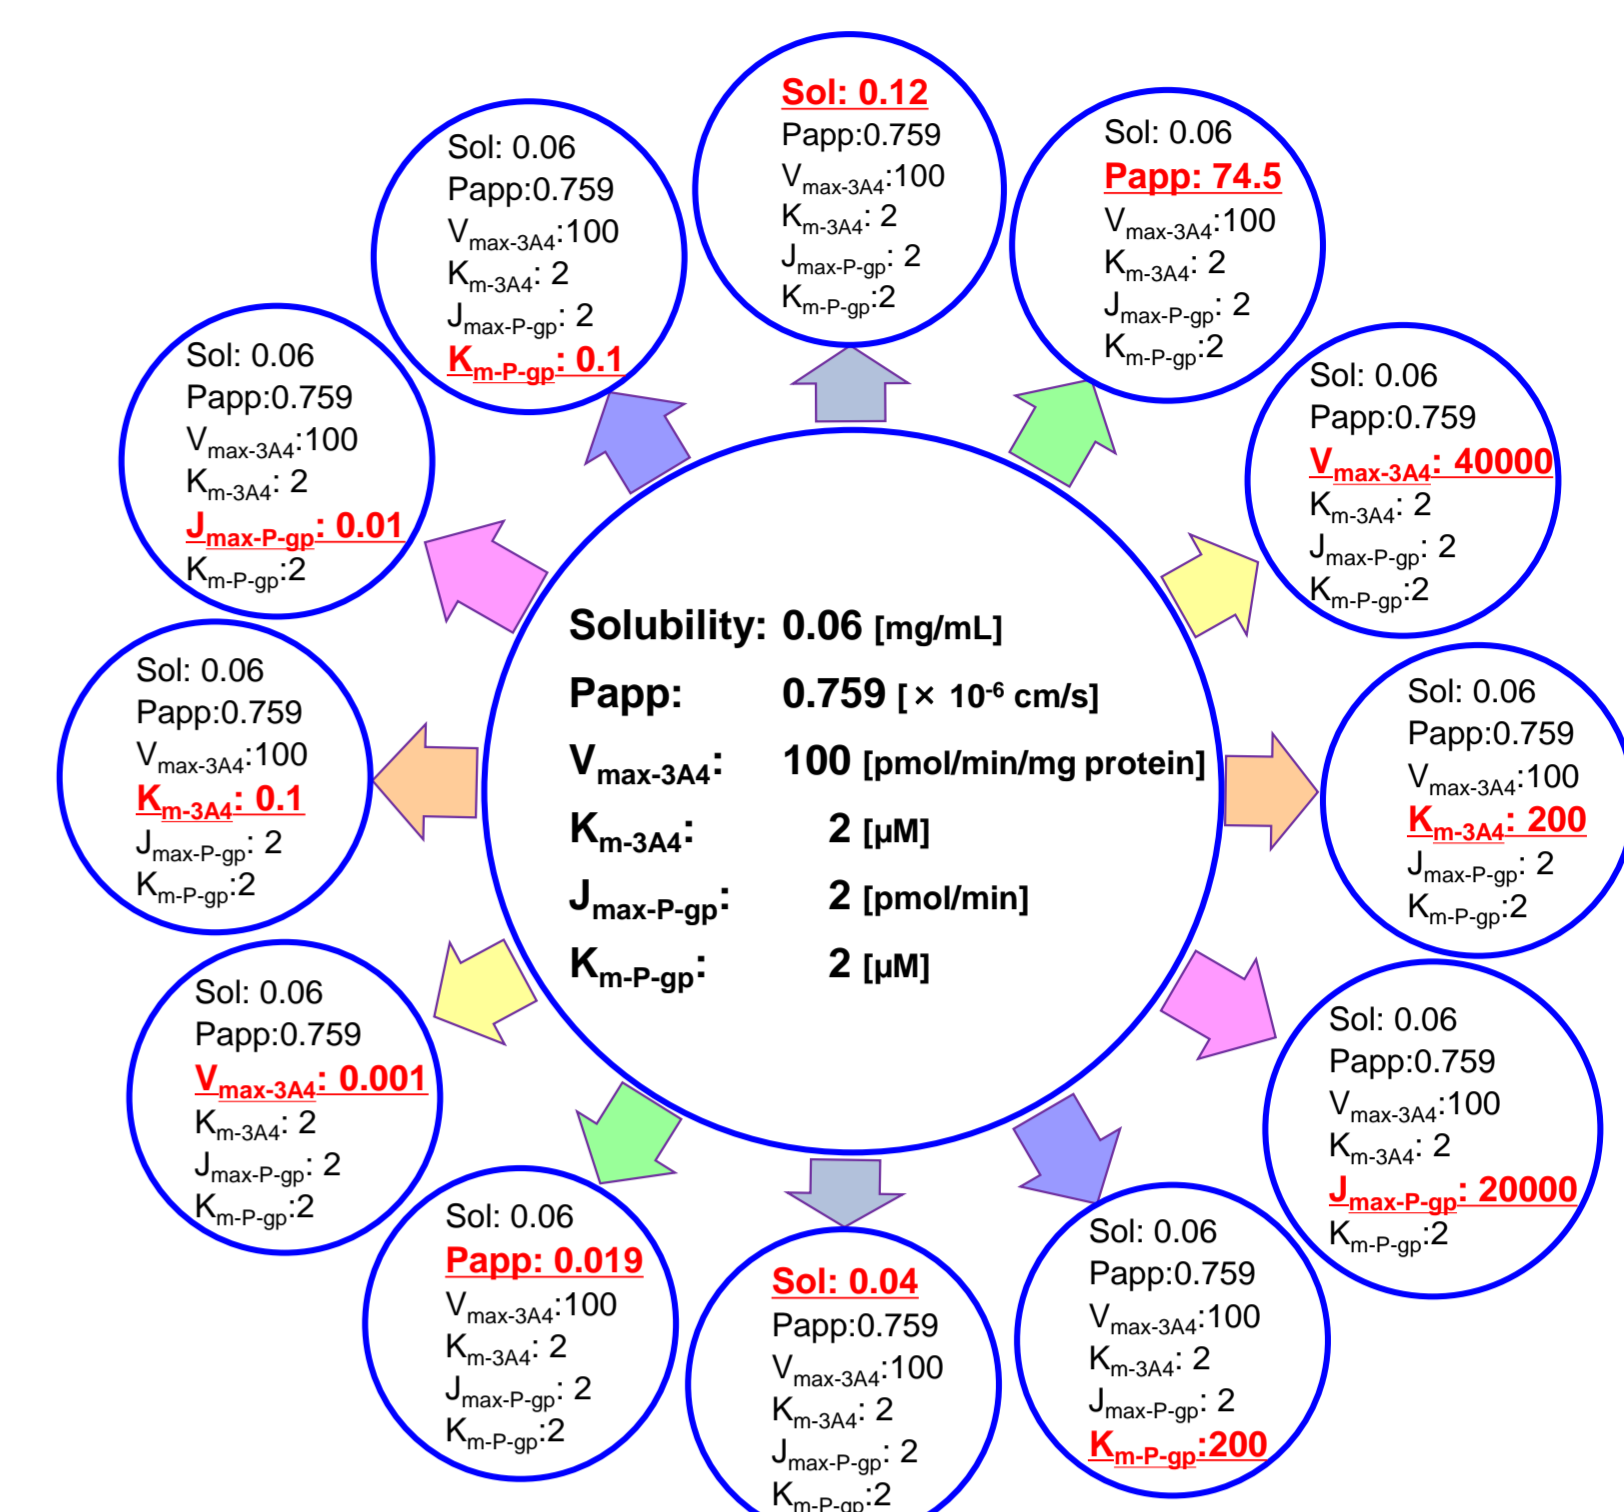 Sol: 0.12
Papp:0.759
Vmax-3A4:100
Km-3A4: 2
Jmax-P-gp: 2
Km-P-gp:2
Sol: 0.06
Papp: 74.5
Vmax-3A4:100
Km-3A4: 2
Jmax-P-gp: 2
Km-P-gp:2
Sol: 0.06
Papp:0.759
Vmax-3A4: 40000
Km-3A4: 2
Jmax-P-gp: 2
Km-P-gp:2
Sol: 0.06
Papp:0.759
Vmax-3A4:100
Km-3A4: 200
Jmax-P-gp: 2
Km-P-gp:2
Sol: 0.06
Papp:0.759
Vmax-3A4:100
Km-3A4: 2
Jmax-P-gp: 20000
Km-P-gp:2
Sol: 0.06
Papp:0.759
Vmax-3A4:100
Km-3A4: 2
Jmax-P-gp: 2
Km-P-gp:200
Sol: 0.04
Papp:0.759
Vmax-3A4:100
Km-3A4: 2
Jmax-P-gp: 2
Km-P-gp:2
Sol: 0.06
Papp: 0.019
Vmax-3A4:100
Km-3A4: 2
Jmax-P-gp: 2
Km-P-gp:2
Sol: 0.06
Papp:0.759
Vmax-3A4: 0.001
Km-3A4: 2
Jmax-P-gp: 2
Km-P-gp:2
Sol: 0.06
Papp:0.759
Vmax-3A4:100
Km-3A4: 0.1
Jmax-P-gp: 2
Km-P-gp:2
Sol: 0.06
Papp:0.759
Vmax-3A4:100
Km-3A4: 2
Jmax-P-gp: 0.01
Km-P-gp:2
Sol: 0.06
Papp:0.759
Vmax-3A4:100
Km-3A4: 2
Jmax-P-gp: 2
Km-P-gp: 0.1
Solubility: 0.06 [mg/mL]
Papp: 0.759 [× 10-6 cm/s]
Vmax-3A4: 100 [pmol/min/mg protein]
Km-3A4: 2 [µM]
Jmax-P-gp: 2 [pmol/min]
Km-P-gp: 2 [µM]